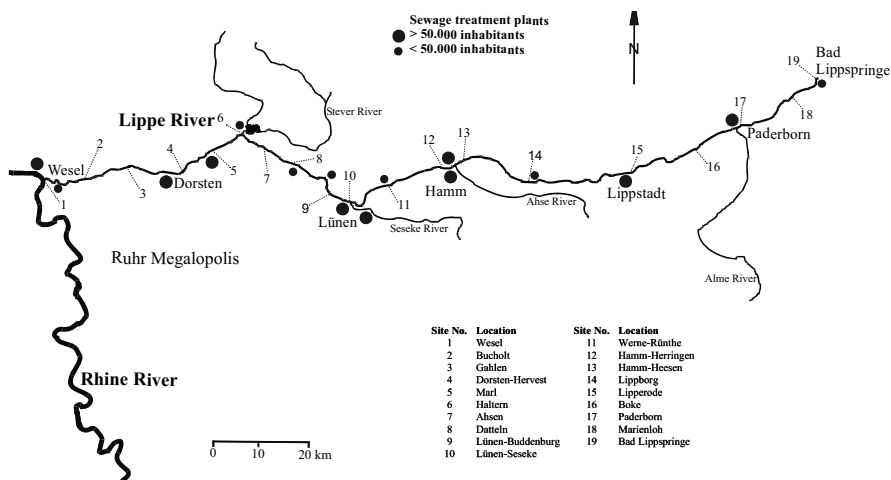 Sewage treatment plants
> 50.000 inhabitants
< 50.000 inhabitants
N
Bad
Lippspringe
19
18
17
Paderborn
16
15
Lippstadt
14
13
12
Hamm
11
10
9
Lünen
8
7
6
5
4
3
2
1
Lippe River
Stever River
Wesel
Dorsten
Ahse River
Seseke River
Alme River
Ruhr Megalopolis
Rhine River
0 10 20 km
Site No. Location
1 Wesel
2 Bucholt
3 Gahlen
4 Dorsten-Hervest
5 Marl
6 Haltern
7 Ahsen
8 Datteln
9 Lünen-Buddenburg
10 Lünen-Seseke
Site No. Location
11 Werne-Rünthe
12 Hamm-Herringen
13 Hamm-Heesen
14 Lippborg
15 Lipperode
16 Boke
17 Paderborn
18 Marienloh
19 Bad Lippspringe